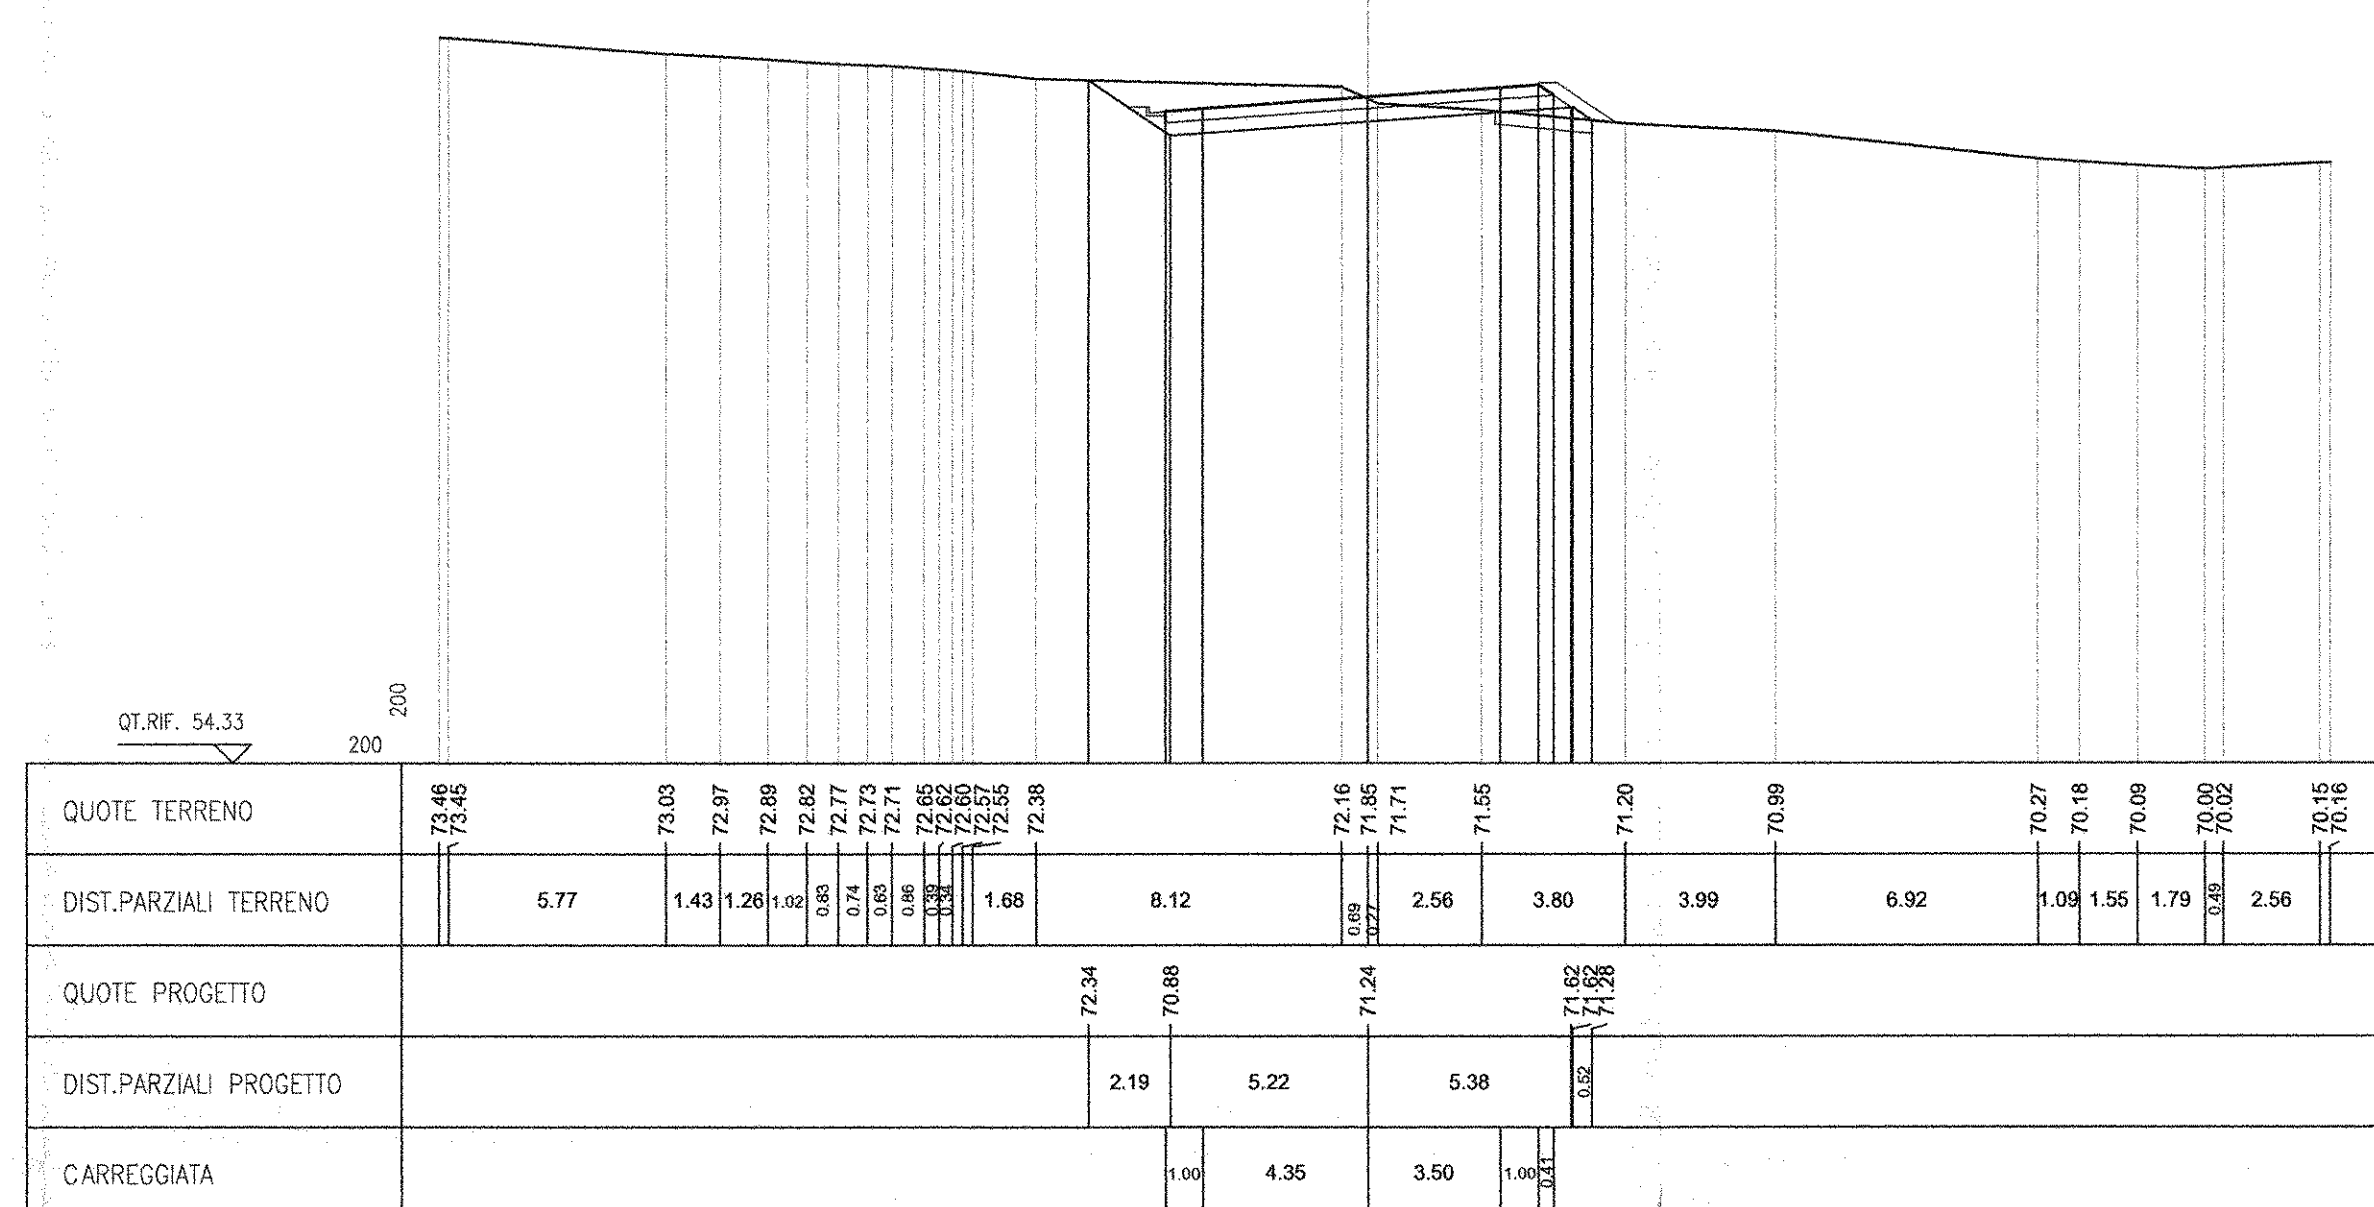 200
QT.RIF. 54.33
200
QUOTE TERRENO 73.46 73.45 73.03 72.97 72.89 72.82 72.77 72.73 72.71 72.65 72.62 72.60 72.57 72.55 72.38 72.16 71.85 71.71 71.55 71.20 70.99 70.27 70.18 70.09 70.00 70.02 70.15 70.16
DIST.PARZIALI TERRENO 5.77 1.43 1.26 1.02 0.83 0.74 0.63 0.86 0.39 0.34 1.68 8.12 0.69 0.27 2.56 3.80 3.99 6.92 1.09 1.55 1.79 0.49 2.56
QUOTE PROGETTO 72.34 70.88 71.24 71.62 71.62 71.28
DIST.PARZIALI PROGETTO 2.19 5.22 5.38 0.52
CARREGGIATA 1.00 4.35 3.50 1.00 0.41